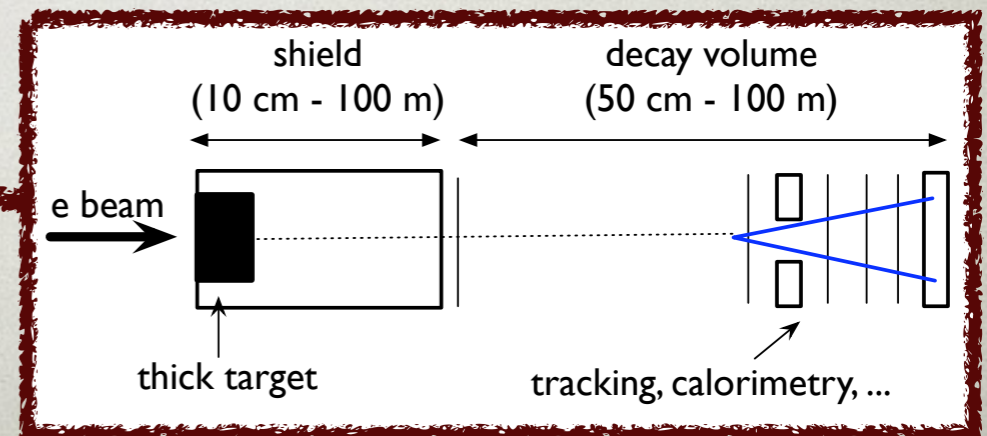 shield
(10 cm - 100 m)
decay volume
(50 cm - 100 m)
e beam
thick target
tracking, calorimetry, ...